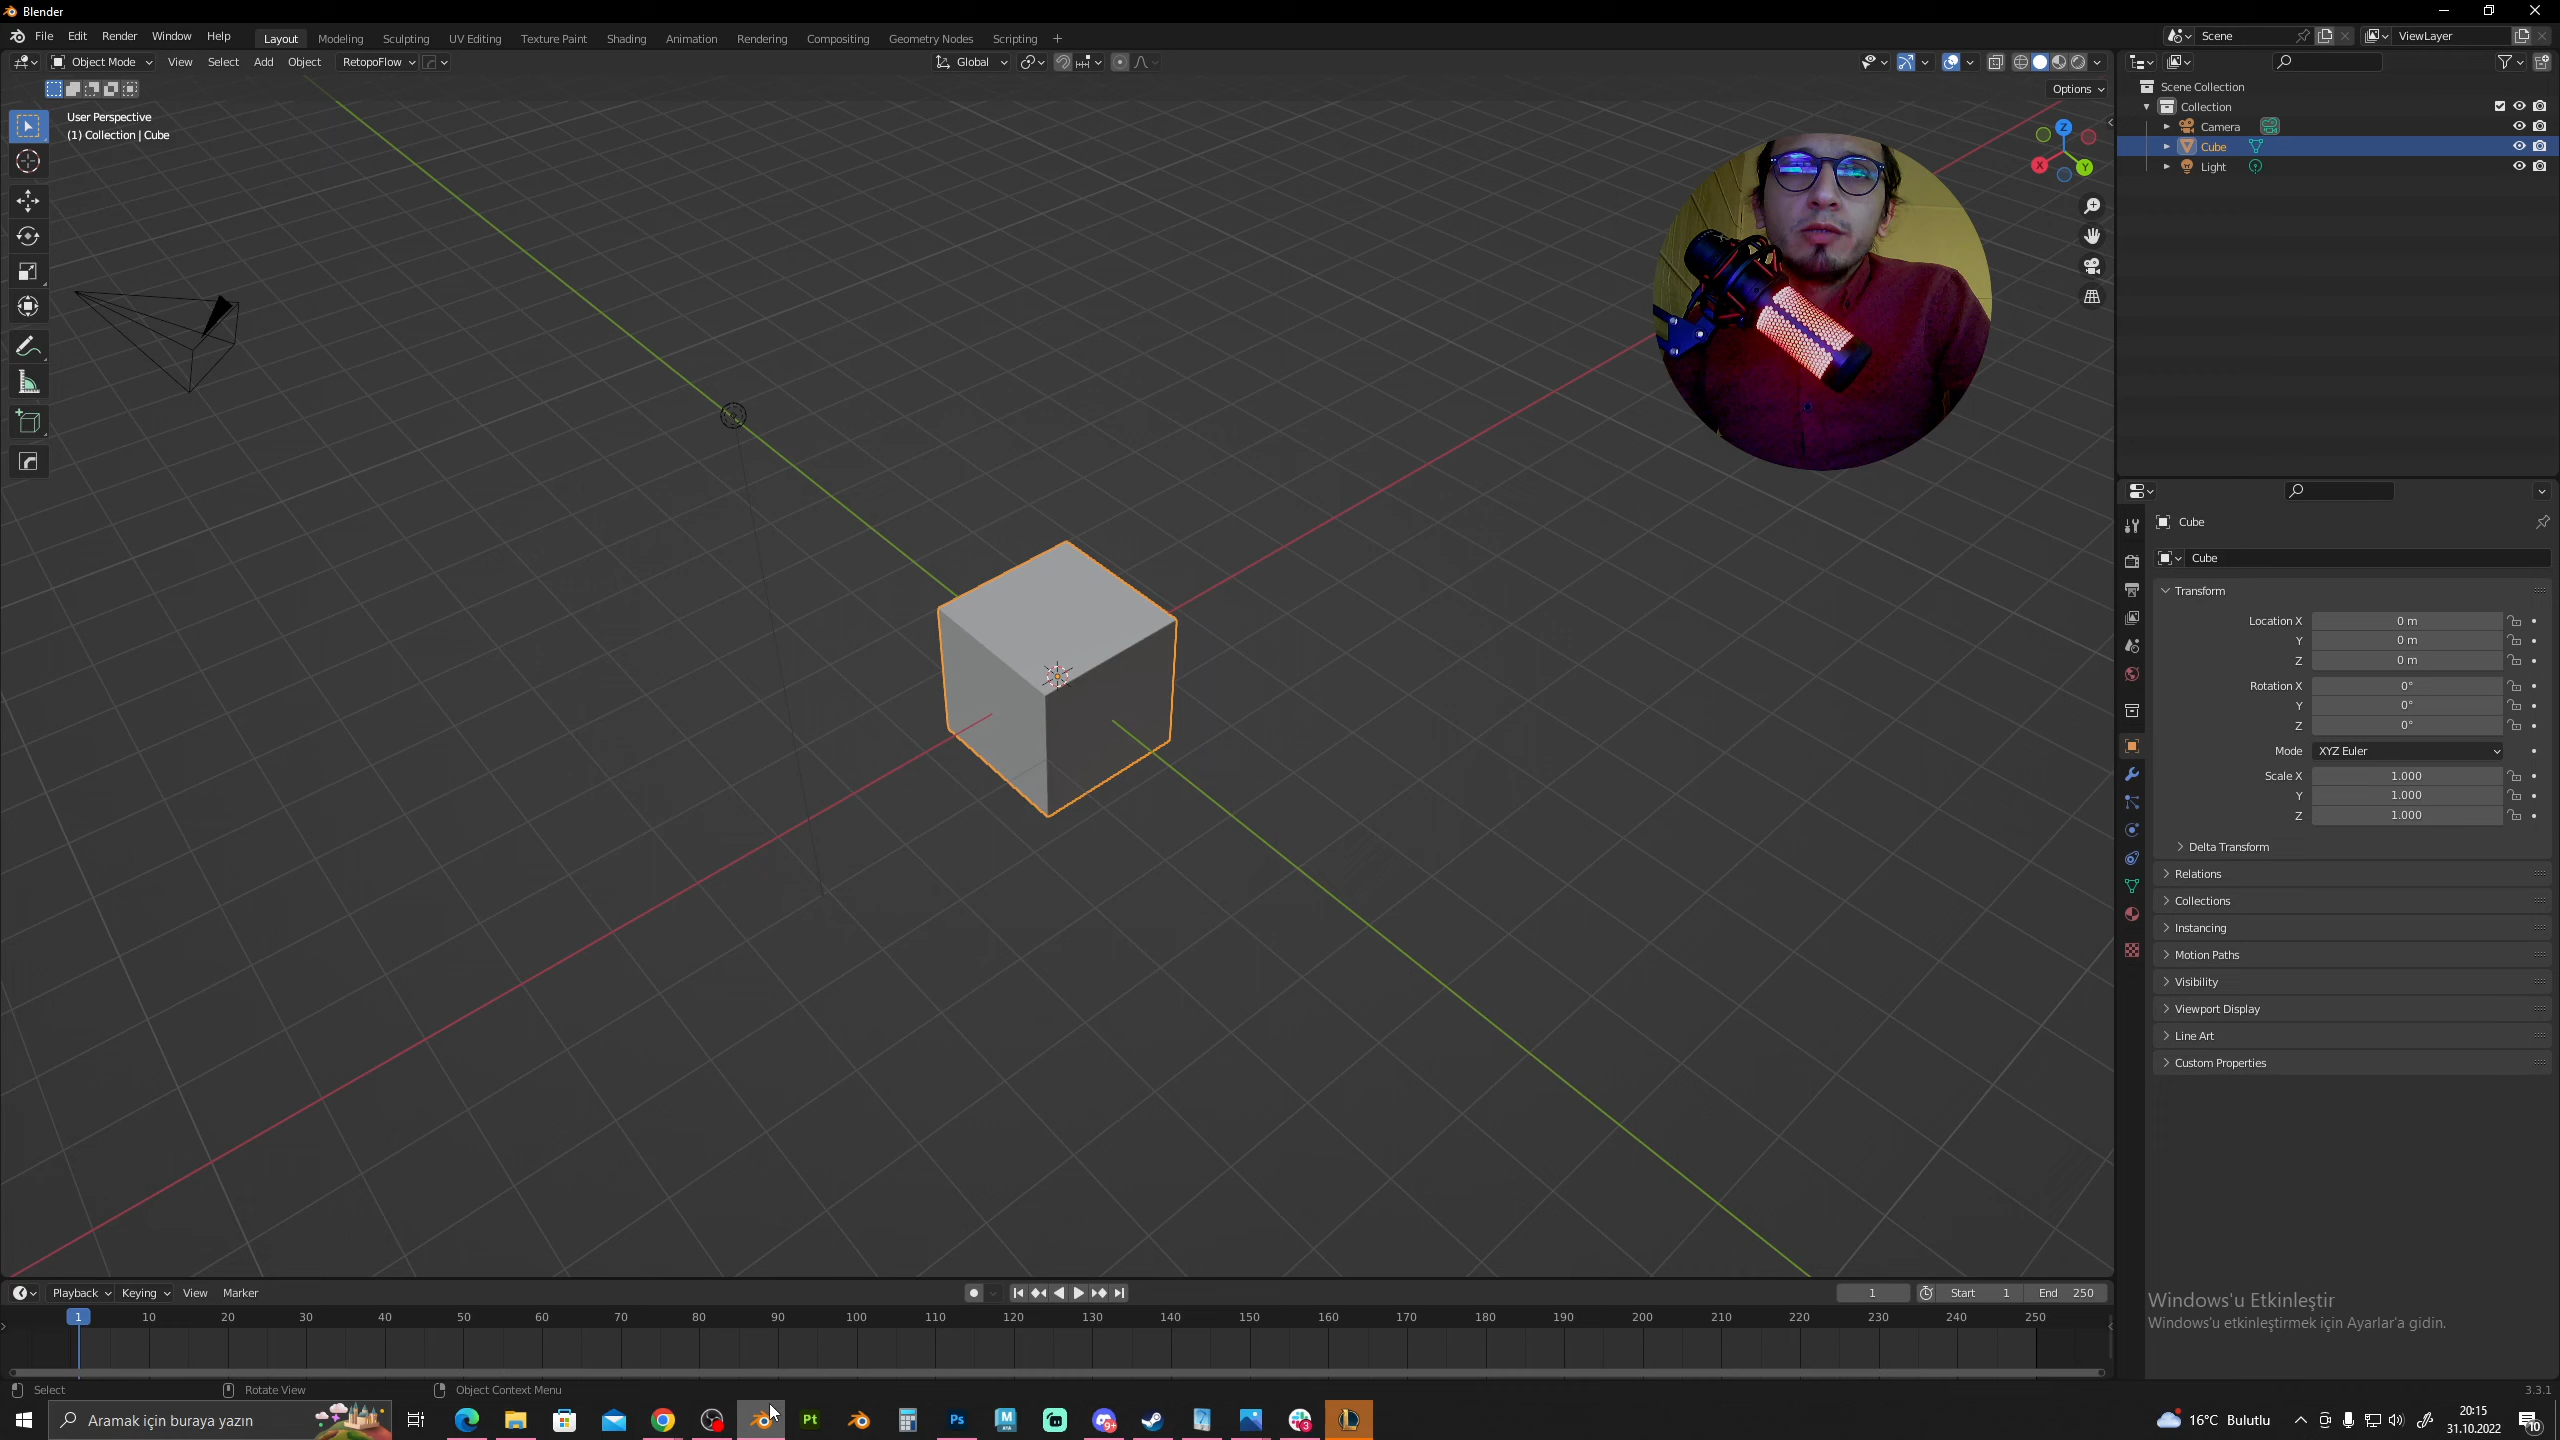 Blender
File Edit Render Window Help Layout Modeling Sculpting UV Editing Texture Paint Shading Animation Rendering Compositing Geometry Nodes Scripting + Scene ViewLayer
Object Mode View Select Add Object RetopoFlow Global
Options
User Perspective
(1) Collection | Cube
Z
X
Y
Scene Collection
Collection
Camera
Cube
Light
Cube
Cube
Transform
Location X 0 m
Y 0 m
Z 0 m
Rotation X 0°
Y 0°
Z 0°
Mode XYZ Euler
Scale X 1.000
Y 1.000
Z 1.000
Delta Transform
Relations
Collections
Instancing
Motion Paths
Visibility
Viewport Display
Line Art
Custom Properties
Playback Keying View Marker 1 Start 1 End 250
1 10 20 30 40 50 60 70 80 90 100 110 120 130 140 150 160 170 180 190 200 210 220 230 240 250
Windows'u Etkinleştir
Windows'u etkinleştirmek için Ayarlar'a gidin.
Select Rotate View Object Context Menu 3.3.1
Aramak için buraya yazın Pt Ps M 9+ 3 16°C Bulutlu 20:15
31.10.2022
10